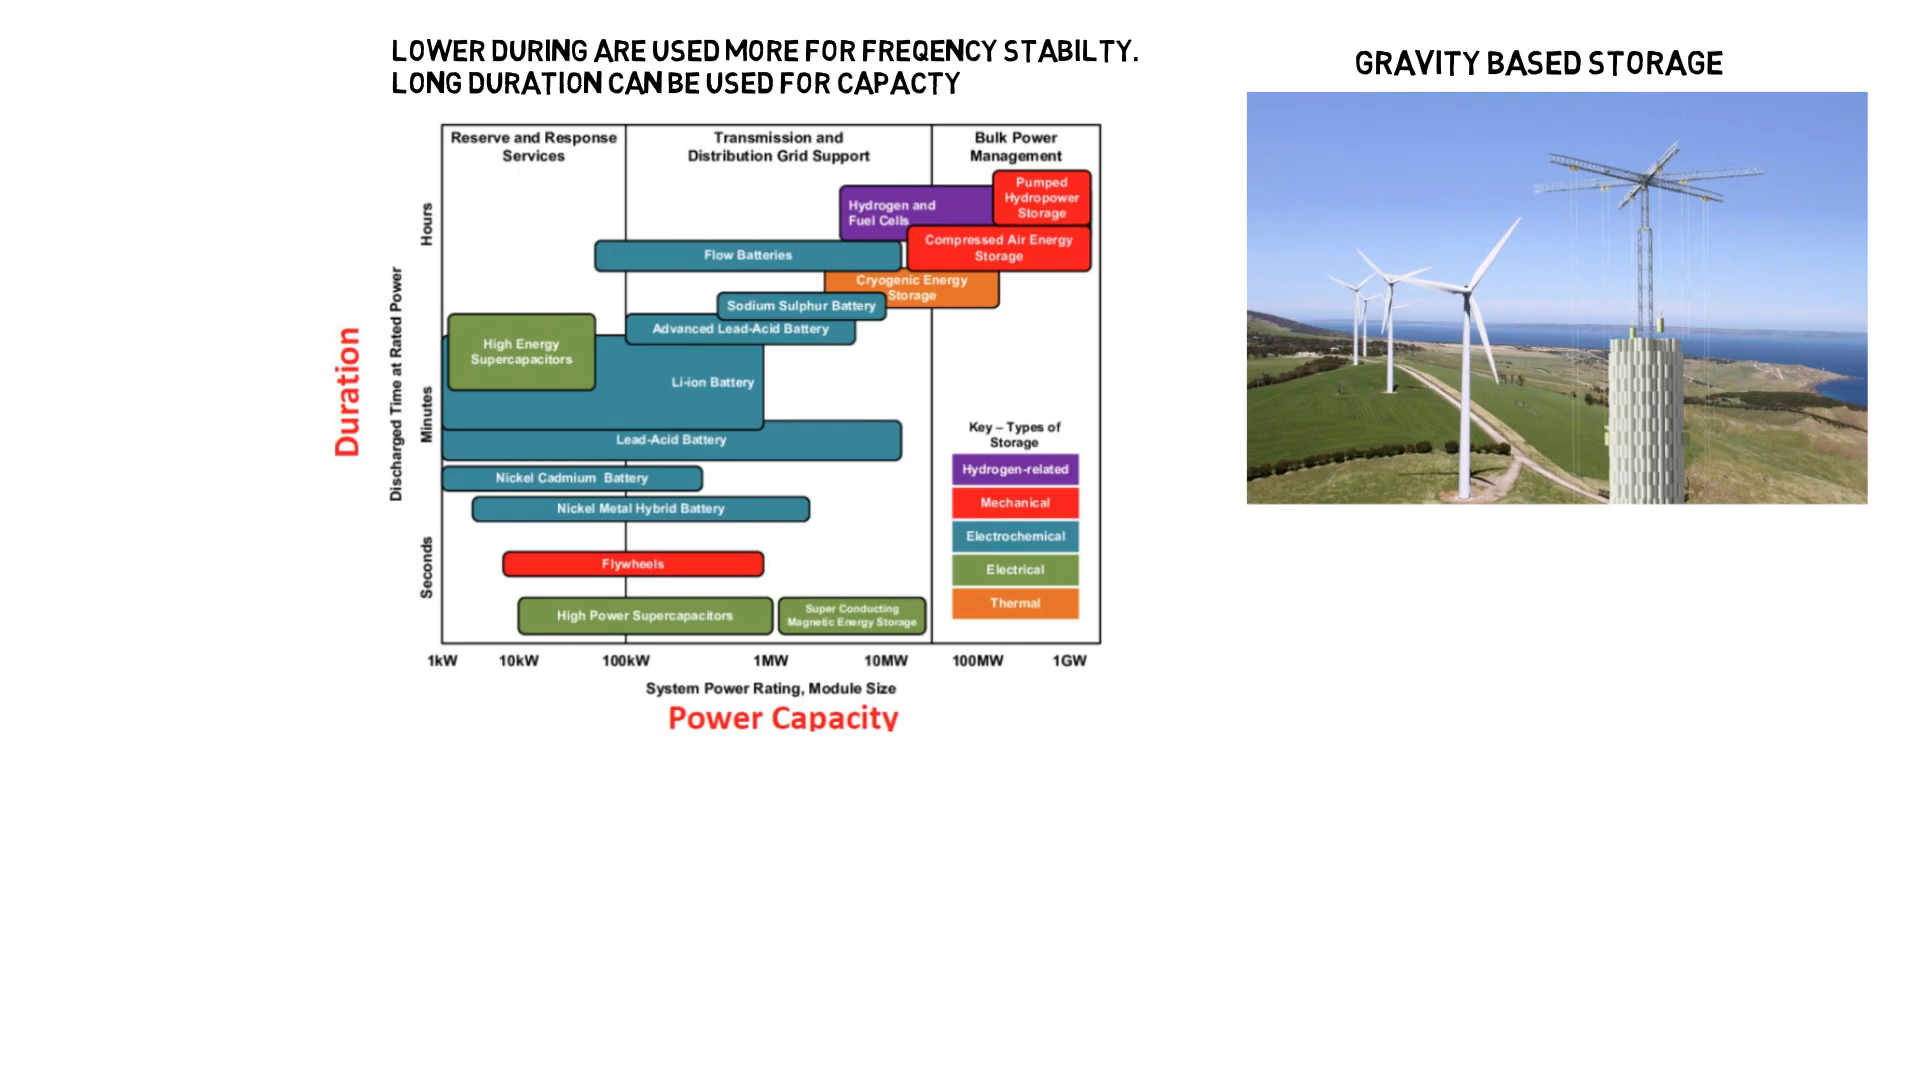 LOWER DURING ARE USED MORE FOR FREQENCY STABILTY.
LONG DURATION CAN BE USED FOR CAPACTY
GRAVITY BASED STORAGE
Reserve and Response
Services
Transmission and
Distribution Grid Support
Bulk Power
Management
Pumped
Hydropower
Storage
Hydrogen and
Fuel Cells
Compressed Air Energy
Storage
Flow Batteries
Cryogenic Energy
Storage
Sodium Sulphur Battery
Advanced Lead-Acid Battery
High Energy
Supercapacitors
Li-ion Battery
Lead-Acid Battery
Nickel Cadmium Battery
Nickel Metal Hybrid Battery
Flywheels
High Power Supercapacitors
Super Conducting
Magnetic Energy Storage
Key – Types of
Storage
Hydrogen-related
Mechanical
Electrochemical
Electrical
Thermal
Duration
Discharged Time at Rated Power
Hours
Minutes
Seconds
1kW 10kW 100kW 1MW 10MW 100MW 1GW
System Power Rating, Module Size
Power Capacity